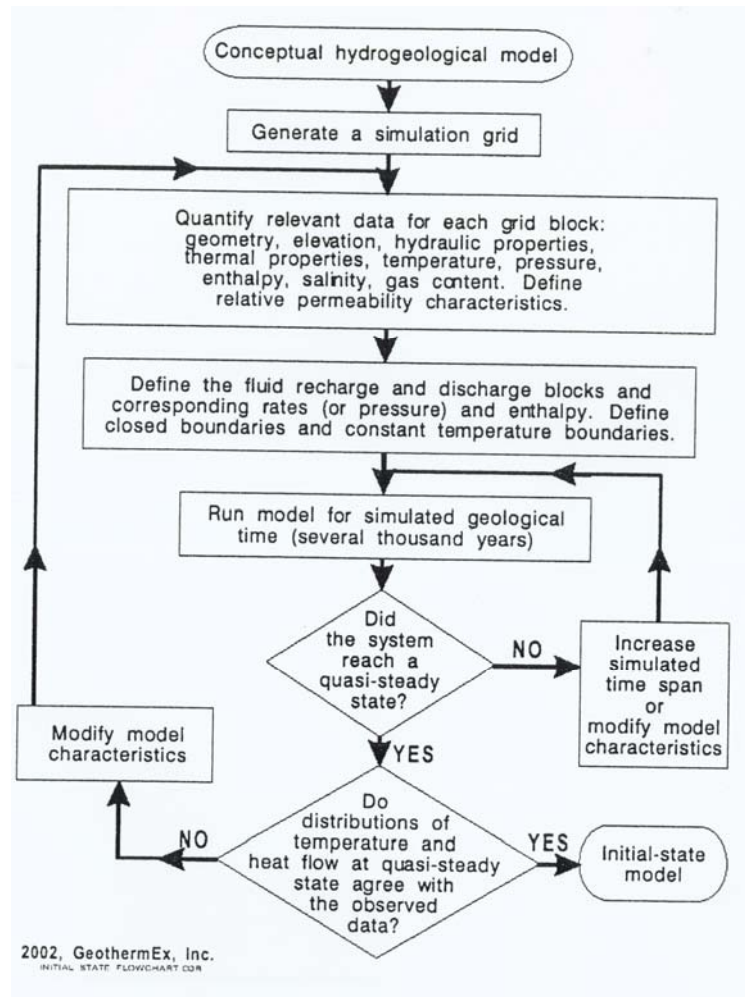 Conceptual hydrogeological model
Generate a simulation grid
Quantify relevant data for each grid block:
geometry, elevation, hydraulic properties,
thermal properties, temperature, pressure,
enthalpy, salinity, gas content. Define
relative permeability characteristics.
Define the fluid recharge and discharge blocks and
corresponding rates (or pressure) and enthalpy. Define
closed boundaries and constant temperature boundaries.
Run model for simulated geological
time (several thousand years)
Did
the system
reach a
quasi-steady
state?
NO
Increase
simulated
time span
or
modify model
characteristics
YES
Modify model
characteristics
Do
distributions of
temperature and
heat flow at quasi-steady
state agree with
the observed
data?
NO
YES
Initial-state
model
2002, GeothermEx, Inc.
INITIAL STATE FLOWCHART CDR